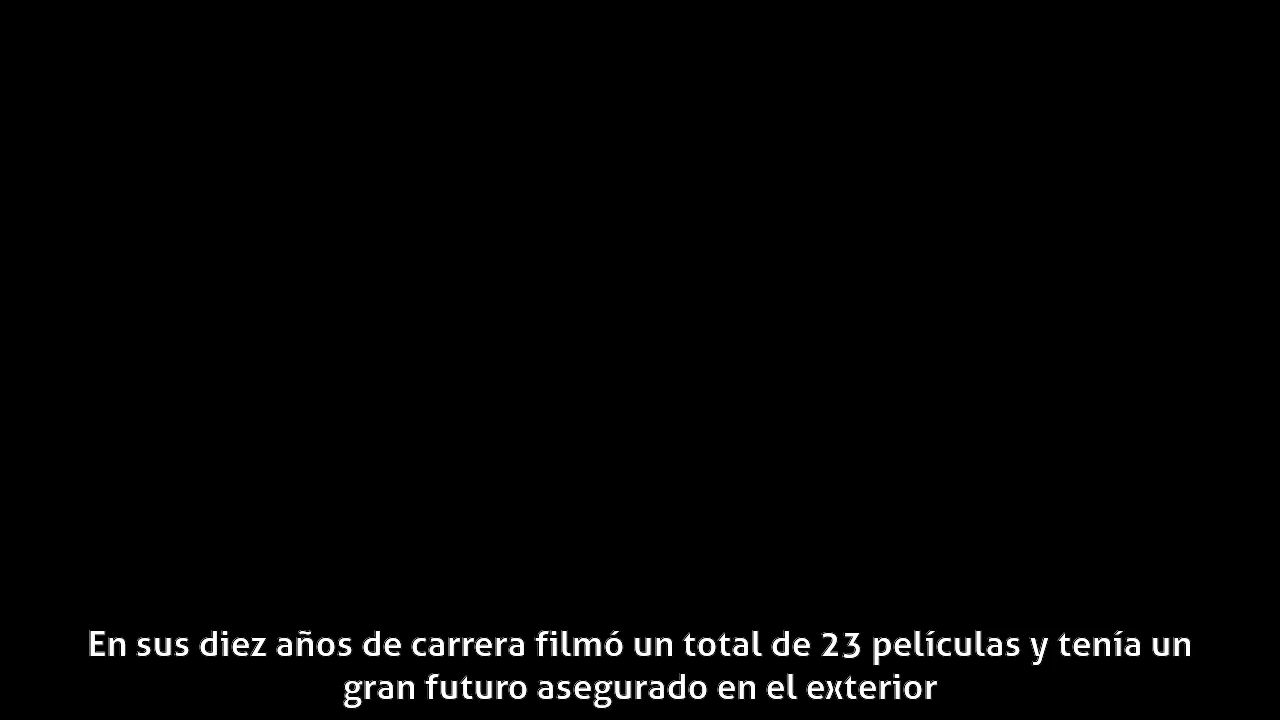 En sus diez años de carrera filmó un total de 23 películas y tenía un
gran futuro asegurado en el exterior